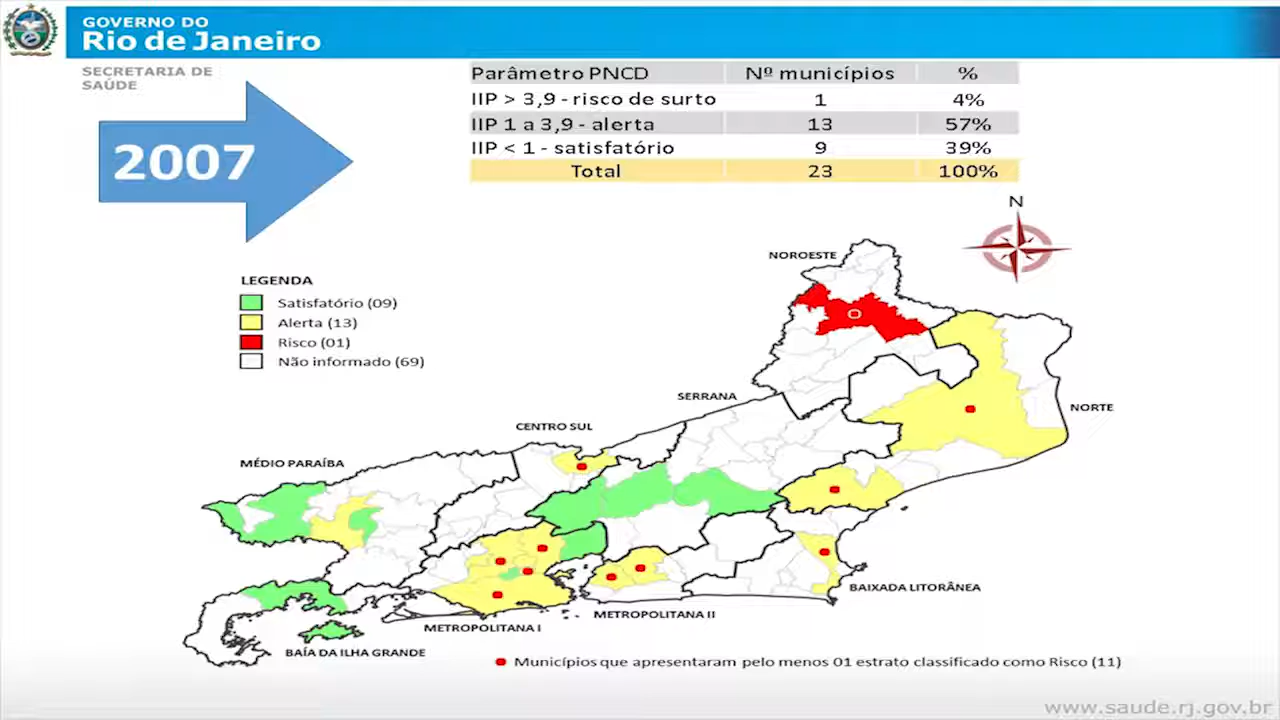 GOVERNO DO
Rio de Janeiro
SECRETARIA DE
SAÚDE
2007
Parâmetro PNCD Nº municípios %
IIP > 3,9 - risco de surto 1 4%
IIP 1 a 3,9 - alerta 13 57%
IIP < 1 - satisfatório 9 39%
Total 23 100%
N
NOROESTE
LEGENDA
Satisfatório (09)
Alerta (13)
Risco (01)
Não informado (69)
SERRANA
NORTE
CENTRO SUL
MÉDIO PARAÍBA
BAIXADA LITORÂNEA
METROPOLITANA II
METROPOLITANA I
BAÍA DA ILHA GRANDE
Municípios que apresentaram pelo menos 01 estrato classificado como Risco (11)
www.saude.rj.gov.br